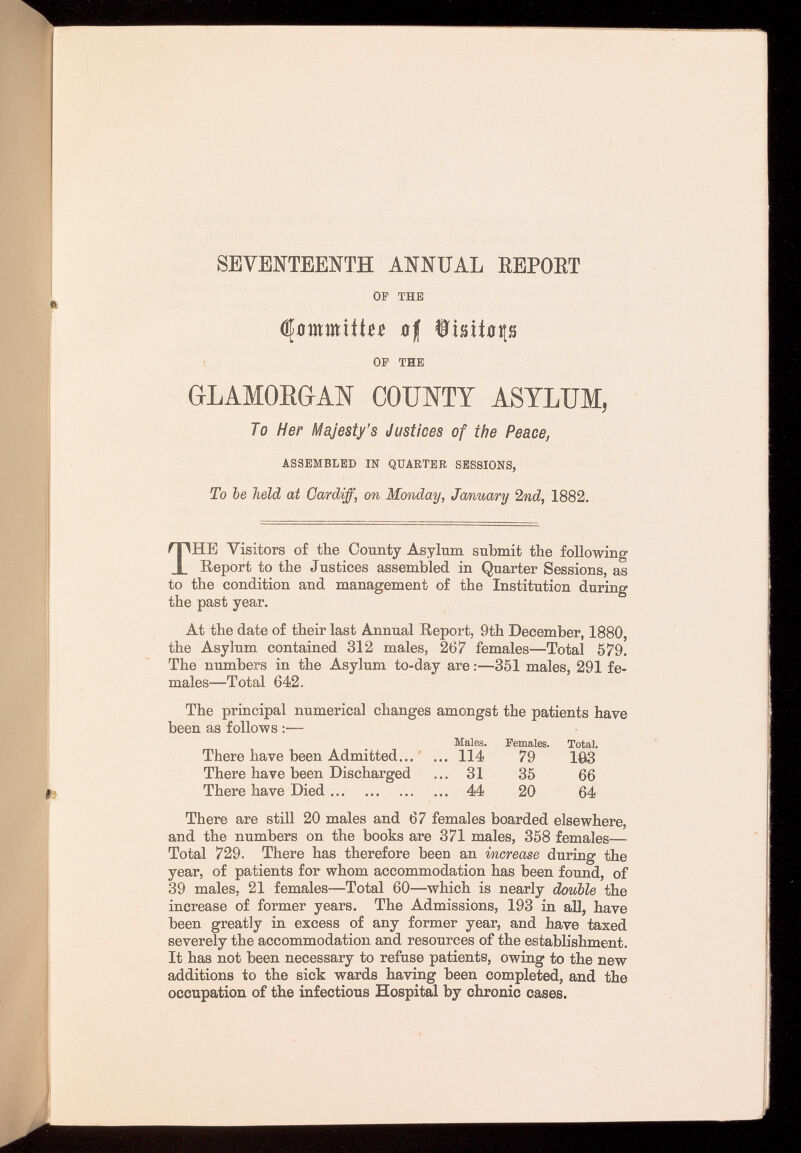 SEVENTEENTH ANNUAL REPORT
OF THE
Committee of Visitors
OF THE
GLAMORGAN COUNTY ASYLUM,
To Her Majesty's Justices of the Peace,
ASSEMBLED IN QUARTER SESSIONS,
To be held at Cardiff, on Monday, January 2nd, 1882.
THE Visitors of the County Asylum submit the following
Report to the Justices assembled in Quarter Sessions, as
to the condition and management of the Institution during
the past year.
At the date of their last Annual Report, 9th December, 1880,
the Asylum contained 312 males, 267 females—Total 579.
The numbers in the Asylum to-day are:—351 males, 291 fe-
males—Total 642.
The principal numerical changes amongst the patients have
been as follows:—
Males. Females. Total.
There have been Admitted... ... 114 79 193
There have been Discharged ... 31 35 66
There have Died ... ... ... ... 44 20 64
There are still 20 males and 67 females boarded elsewhere,
and the numbers on the books are 371 males, 358 females—
Total 729. There has therefore been an increase during the
year, of patients for whom accommodation has been found, of
39 males, 21 females—Total 60—which is nearly double the
increase of former years. The Admissions, 193 in all, have
been greatly in excess of any former year, and have taxed
severely the accommodation and resources of the establishment.
It has not been necessary to refuse patients, owing to the new
additions to the sick wards having been completed, and the
occupation of the infectious Hospital by chronic cases.